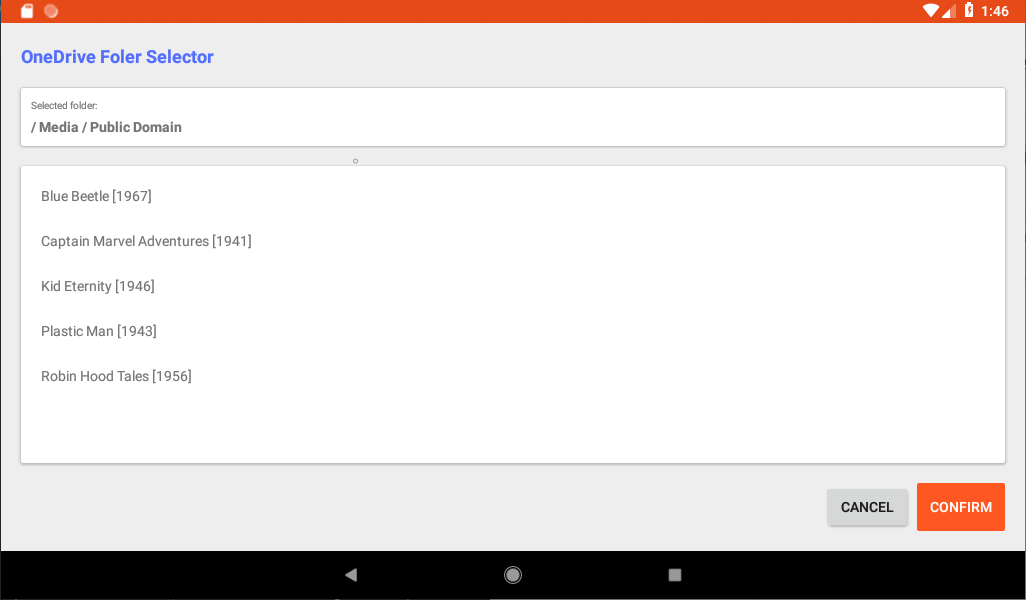 1:46
OneDrive Foler Selector
Selected folder:
/ Media / Public Domain
Blue Beetle [1967]
Captain Marvel Adventures [1941]
Kid Eternity [1946]
Plastic Man [1943]
Robin Hood Tales [1956]
CANCEL CONFIRM